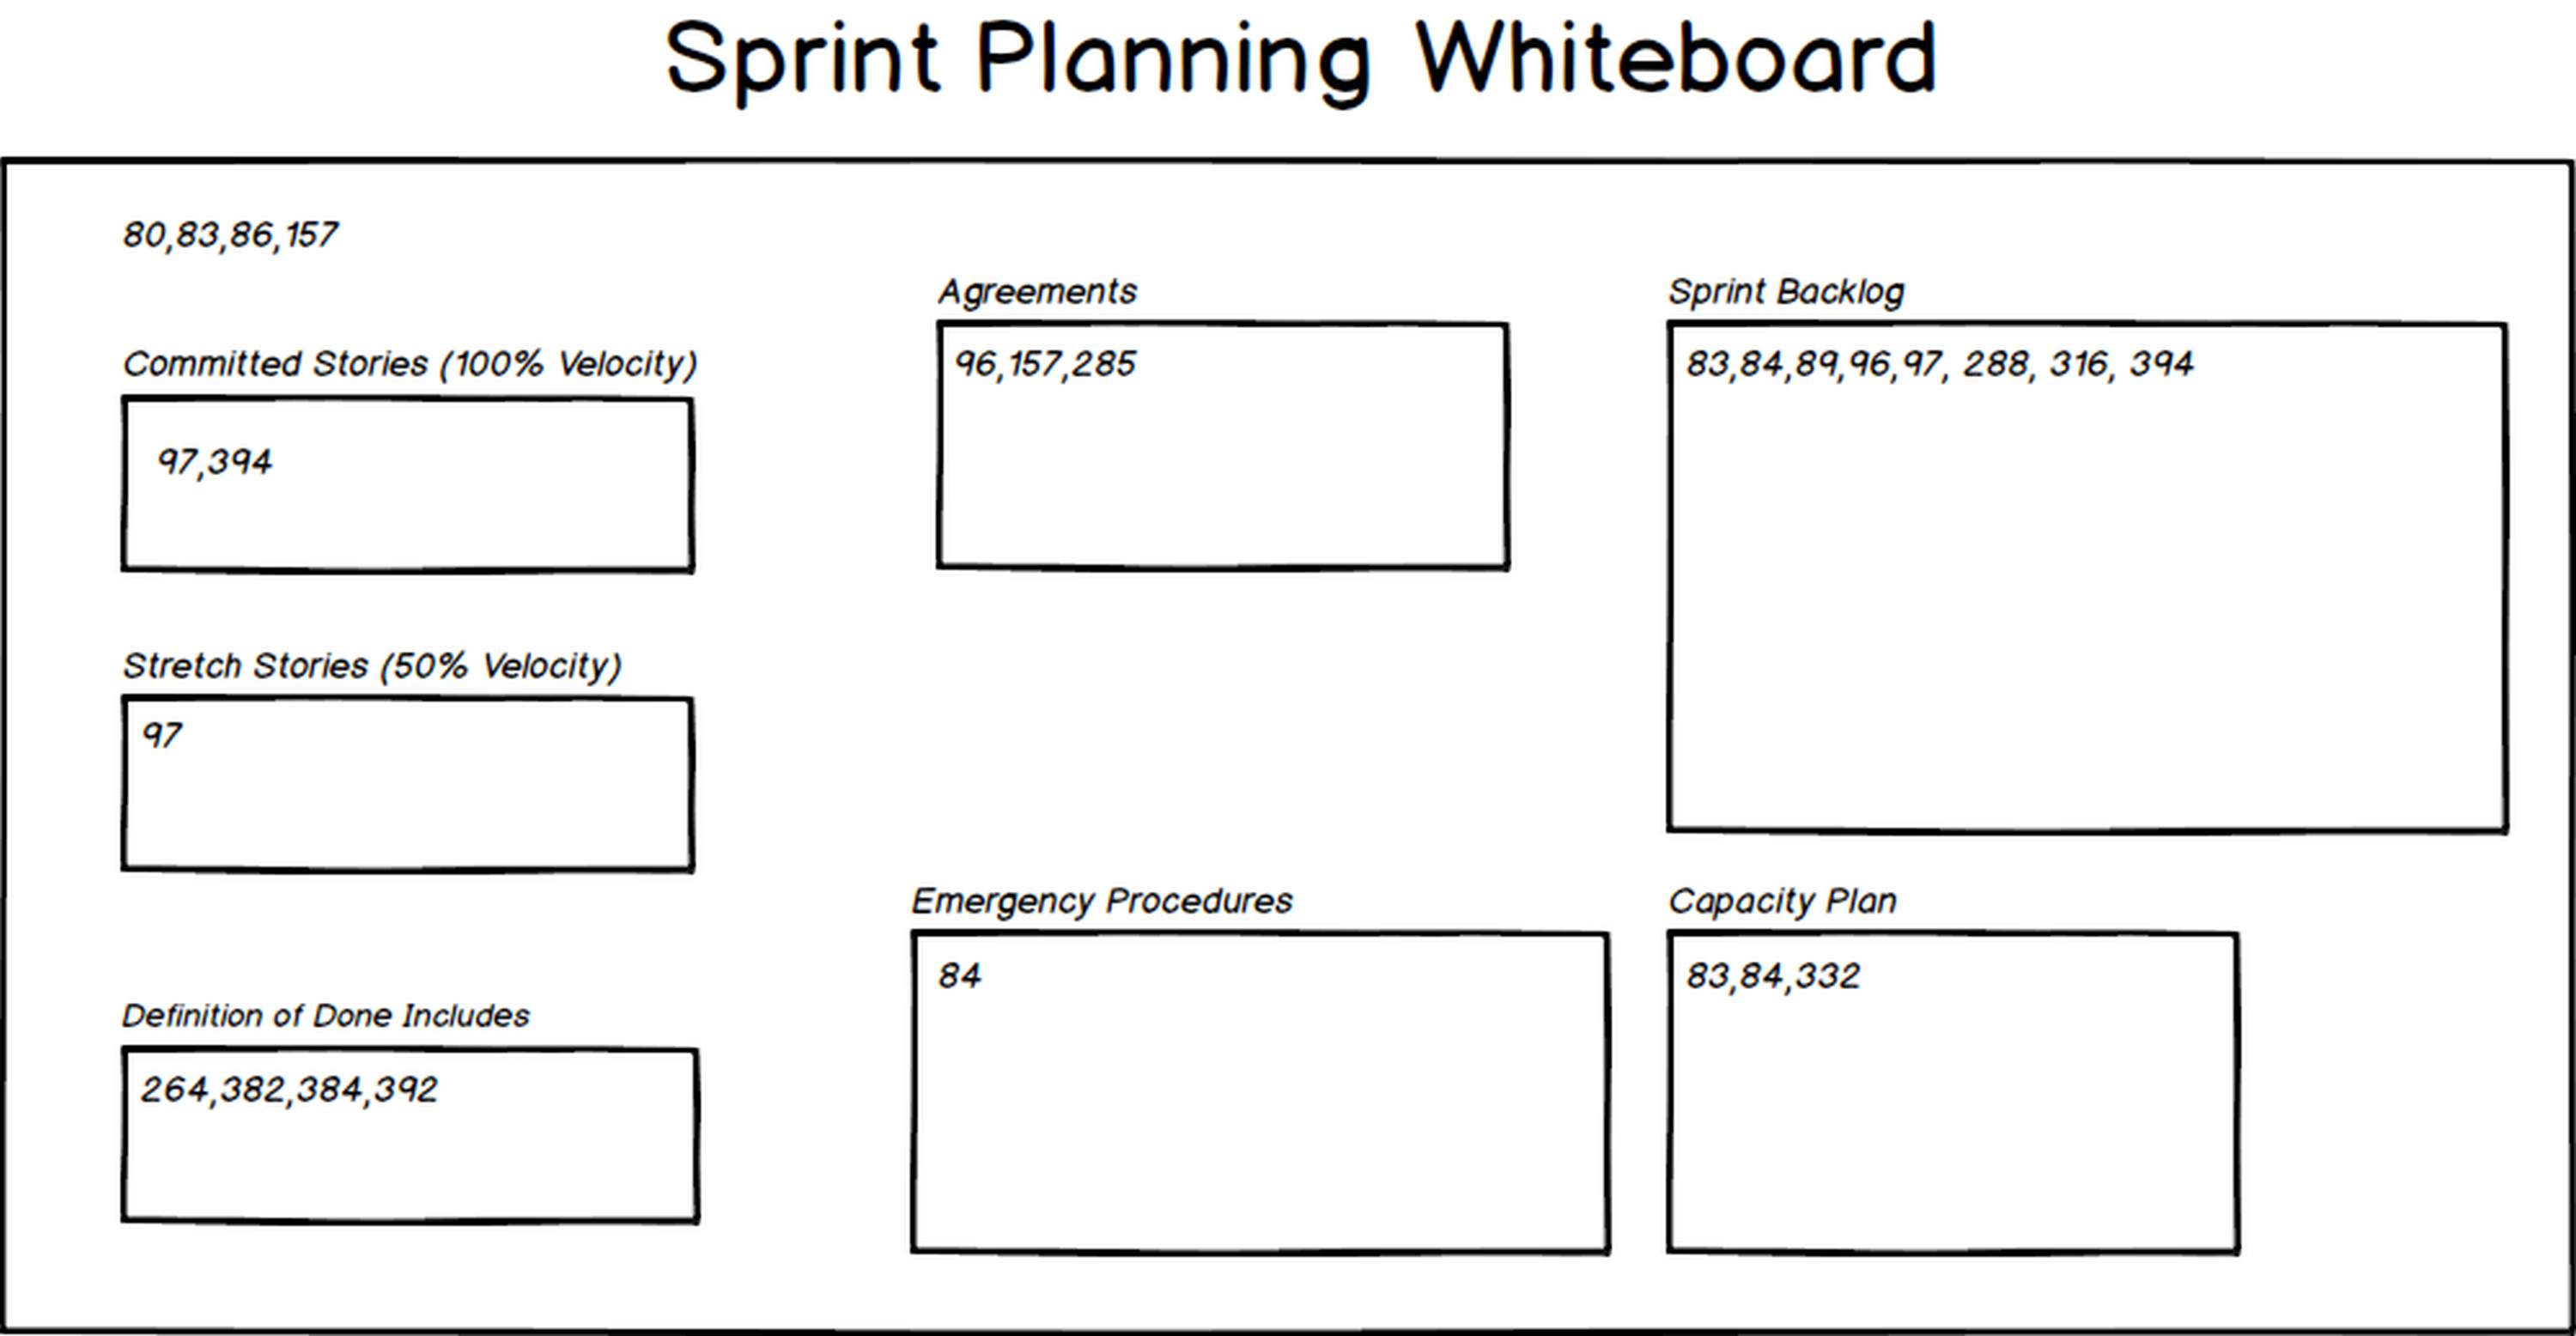 Sprint Planning Whiteboard
80,83,86,157
Committed Stories (100% Velocity)
97,394
Stretch Stories (50% Velocity)
97
Definition of Done Includes
264,382,384,392
Agreements
96,157,285
Emergency Procedures
84
Sprint Backlog
83,84,89,96,97, 288, 316, 394
Capacity Plan
83,84,332